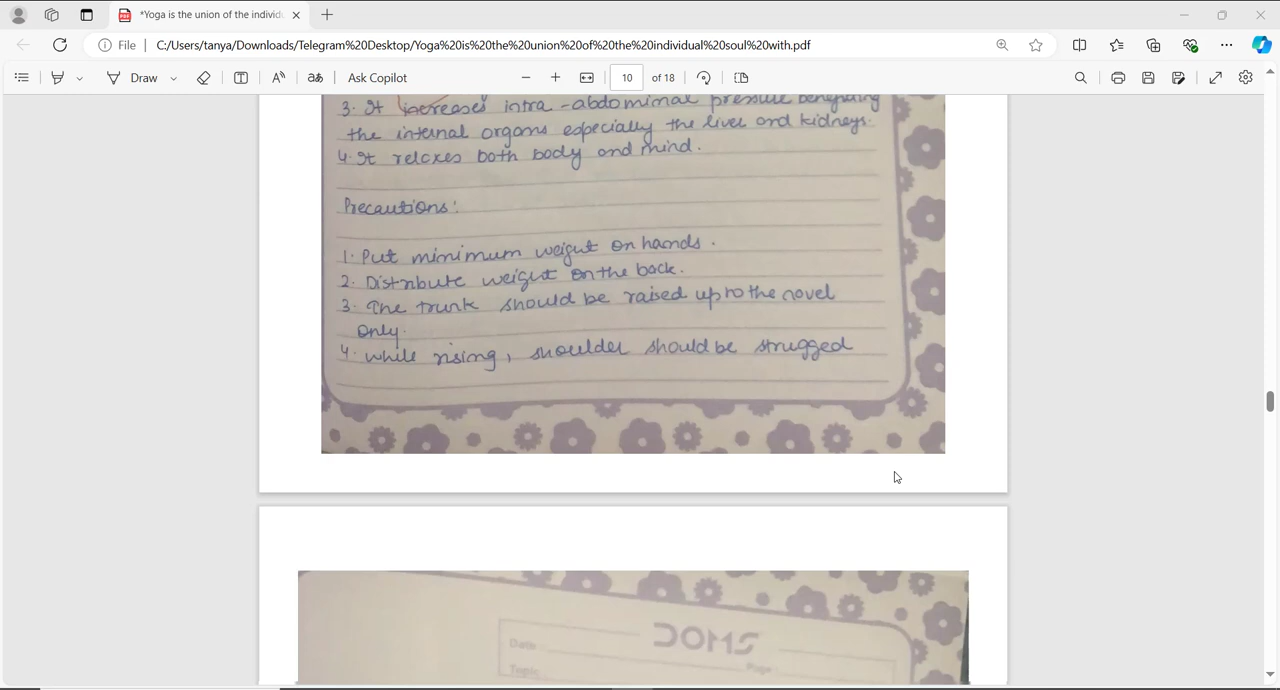 *Yoga is the union of the individu
File
C:/Users/tanya/Downloads/Telegram%20Desktop/Yoga%20is%20the%20union%20of%20the%20individual%20soul%20with.pdf
Draw
Ask Copilot
10 of 18
3. It increases intra-abdominal pressure benefiting
the internal organs especially the liver and kidneys.
4. It relaxes both body and mind.
Precautions:
1. Put minimum weight on hands.
2. Distribute weight on the back.
3. The trunk should be raised up to the novel
only.
4. while rising, shoulder should be strugged
DOMS
Date
Page
Topic